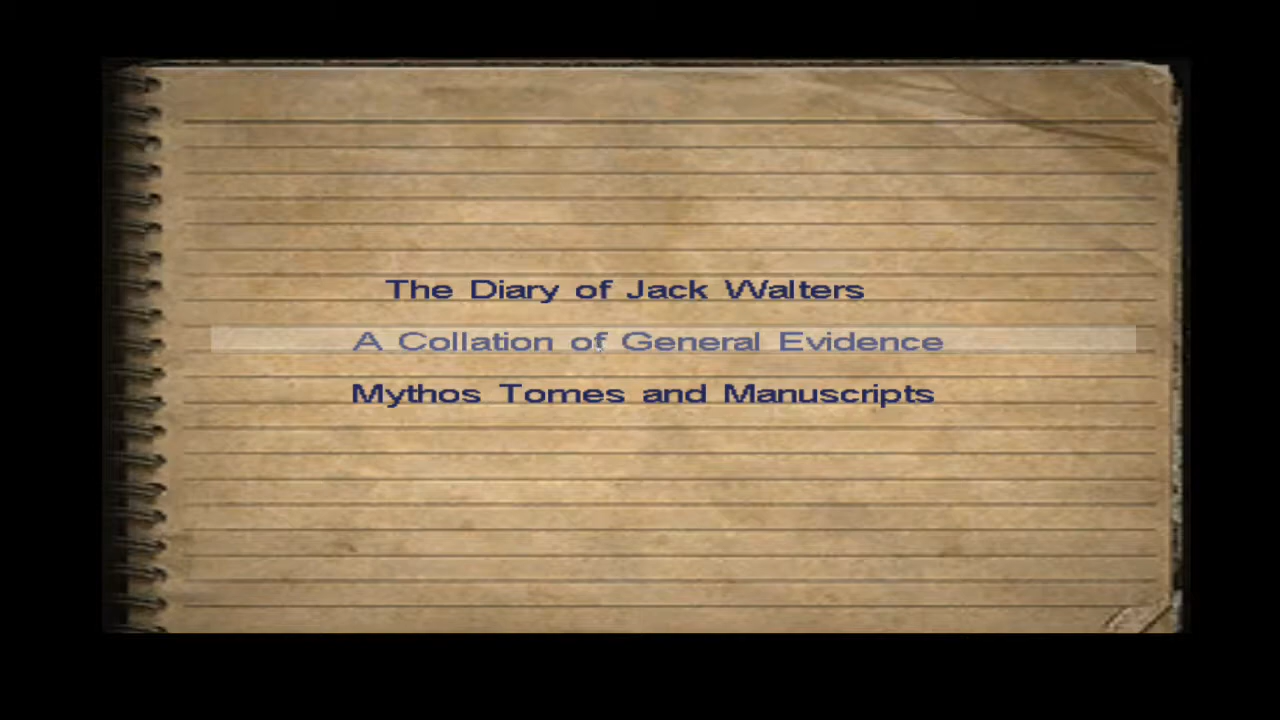 The Diary of Jack Walters
A Collation of General Evidence
Mythos Tomes and Manuscripts